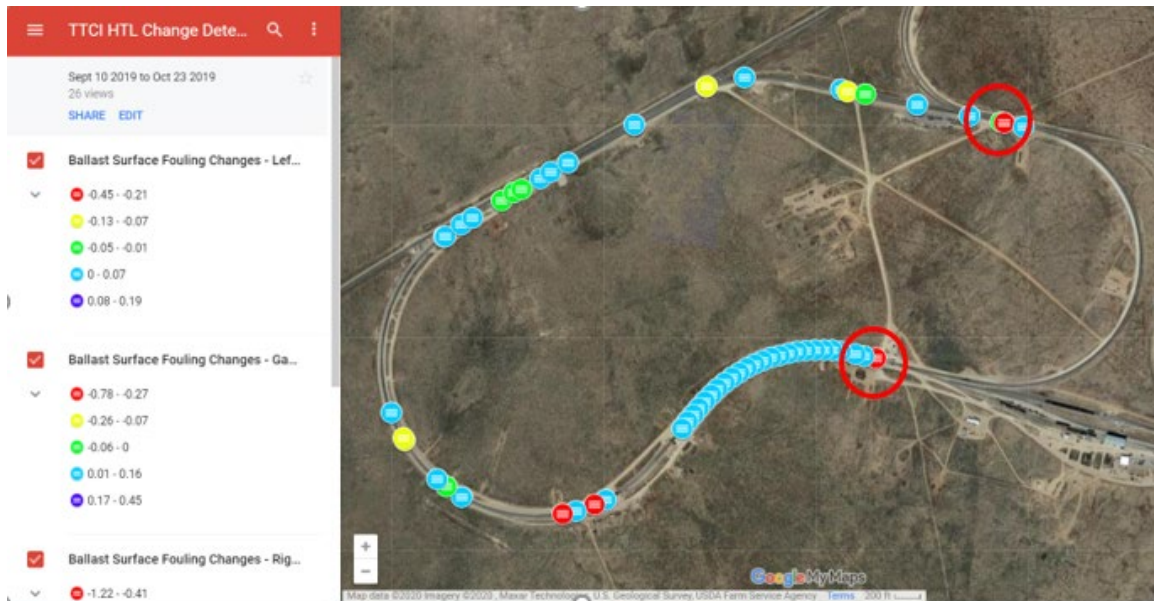 TTCI HTL Change Dete...
Sept 10 2019 to Oct 23 2019
26 views
SHARE EDIT
Ballast Surface Fouling Changes - Lef...
-0.45 - -0.21
-0.13 - -0.07
-0.05 - -0.01
0 - 0.07
0.08 - 0.19
Ballast Surface Fouling Changes - Ga...
-0.78 - -0.27
-0.26 - -0.07
-0.06 - 0
0.01 - 0.16
0.17 - 0.45
Ballast Surface Fouling Changes - Rig...
-1.22 - -0.41
+
−
Google My Maps
Map data ©2020 Imagery ©2020 , Maxar Technologies, U.S. Geological Survey, USDA Farm Service Agency Terms 200 ft